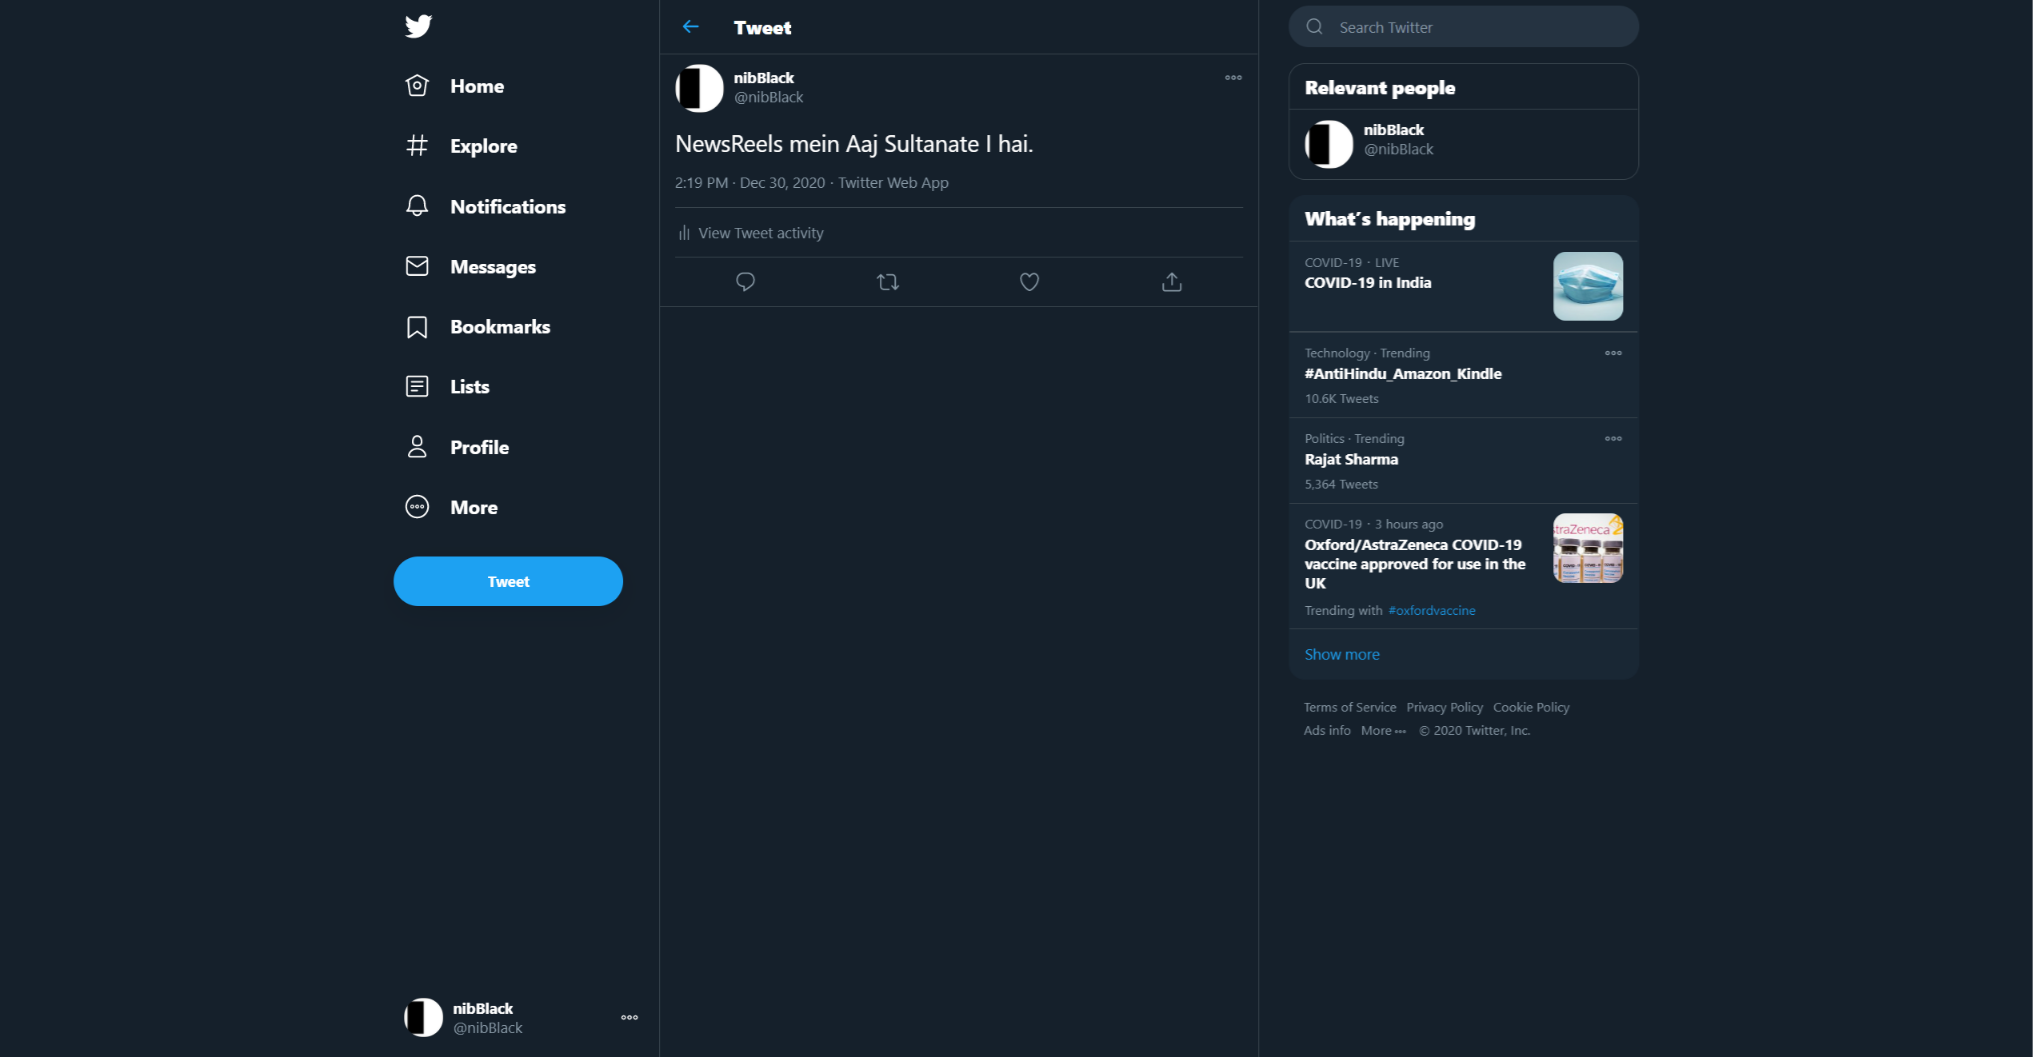 Home
Explore
Notifications
Messages
Bookmarks
Lists
Profile
More
Tweet
nibBlack
@nibBlack
Tweet
nibBlack
@nibBlack
NewsReels mein Aaj Sultanate I hai.
2:19 PM · Dec 30, 2020 · Twitter Web App
View Tweet activity
Search Twitter
Relevant people
nibBlack
@nibBlack
What's happening
COVID-19 · LIVE
COVID-19 in India
Technology · Trending
#AntiHindu_Amazon_Kindle
10.6K Tweets
Politics · Trending
Rajat Sharma
5,364 Tweets
COVID-19 · 3 hours ago
Oxford/AstraZeneca COVID-19
vaccine approved for use in the
UK
traZeneca
Trending with #oxfordvaccine
Show more
Terms of Service Privacy Policy Cookie Policy
Ads info More ··· © 2020 Twitter, Inc.